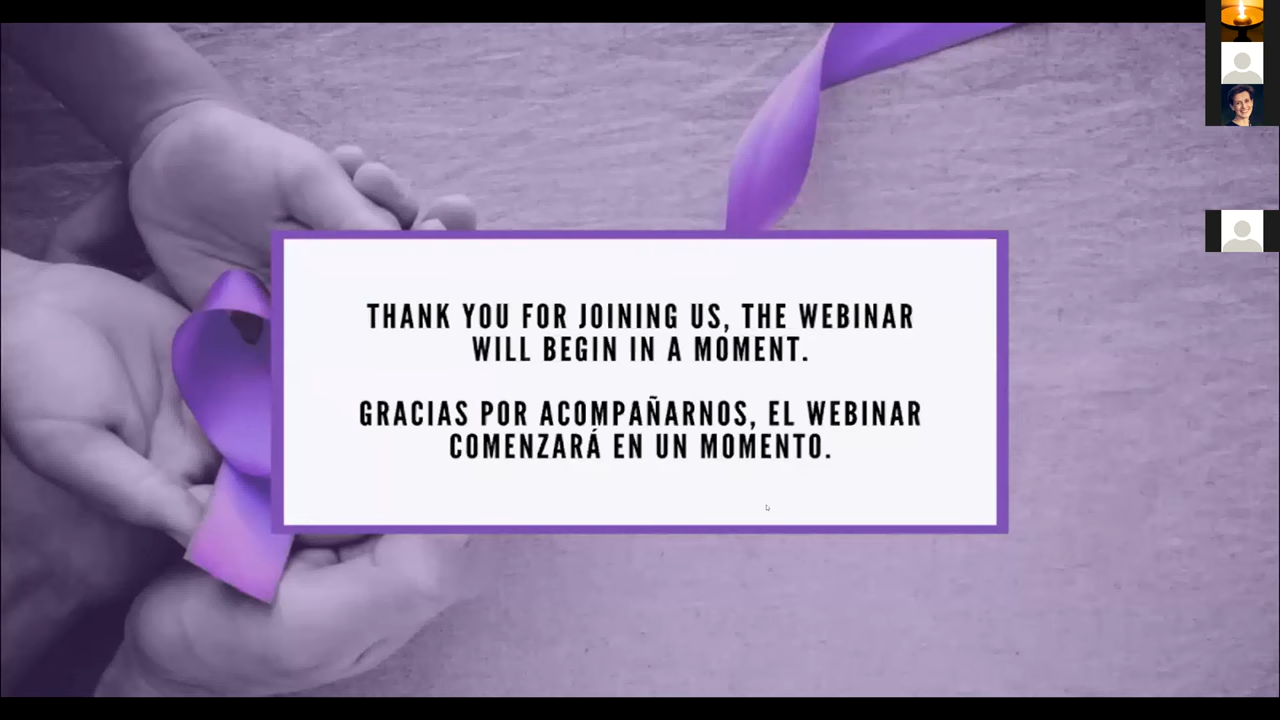 THANK YOU FOR JOINING US, THE WEBINAR
WILL BEGIN IN A MOMENT.
GRACIAS POR ACOMPAÑARNOS, EL WEBINAR
COMENZARÁ EN UN MOMENTO.